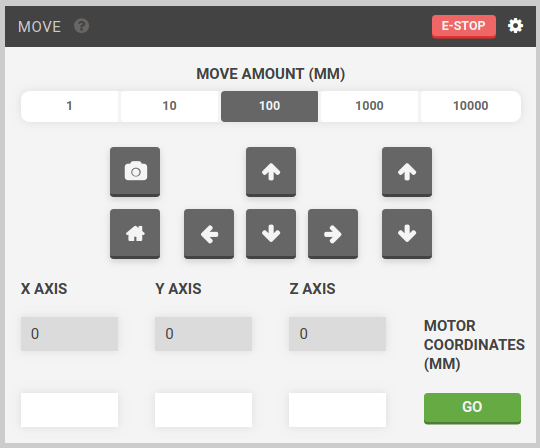 MOVE ?
E-STOP
MOVE AMOUNT (MM)
1 10 100 1000 10000
X AXIS Y AXIS Z AXIS
0 0 0
MOTOR
COORDINATES
(MM)
GO